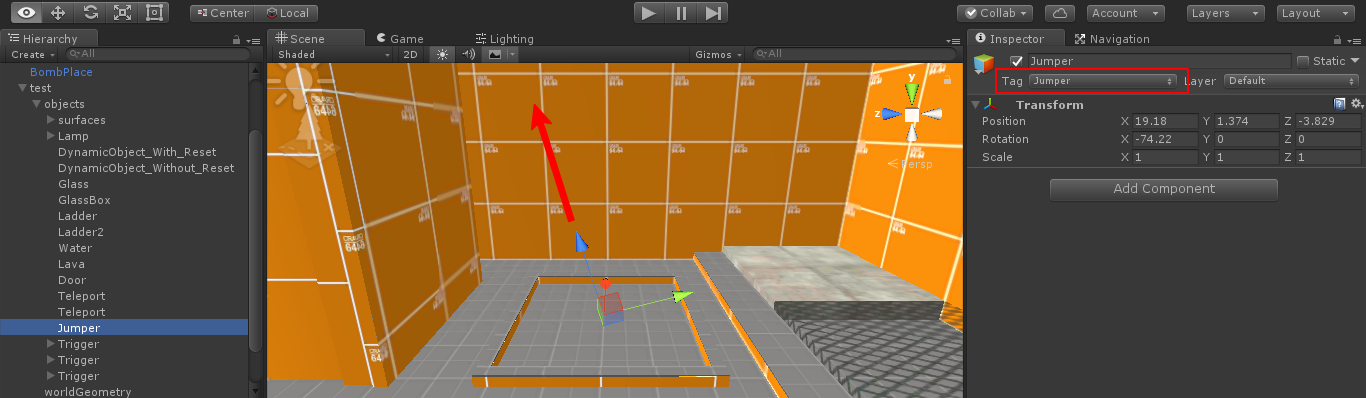 Center Local
Collab Account Layers Layout
Hierarchy
Create All
BombPlace
test
objects
surfaces
Lamp
DynamicObject_With_Reset
DynamicObject_Without_Reset
Glass
GlassBox
Ladder
Ladder2
Water
Lava
Door
Teleport
Teleport
Jumper
Trigger
Trigger
Trigger
worldGeometry
Scene Game Lighting
Shaded 2D Gizmos All
y
z
x
Persp
64
Inspector Navigation
Jumper Static
Tag Jumper Layer Default
Transform
Position X 19.18 Y 1.374 Z -3.829
Rotation X -74.22 Y 0 Z 0
Scale X 1 Y 1 Z 1
Add Component